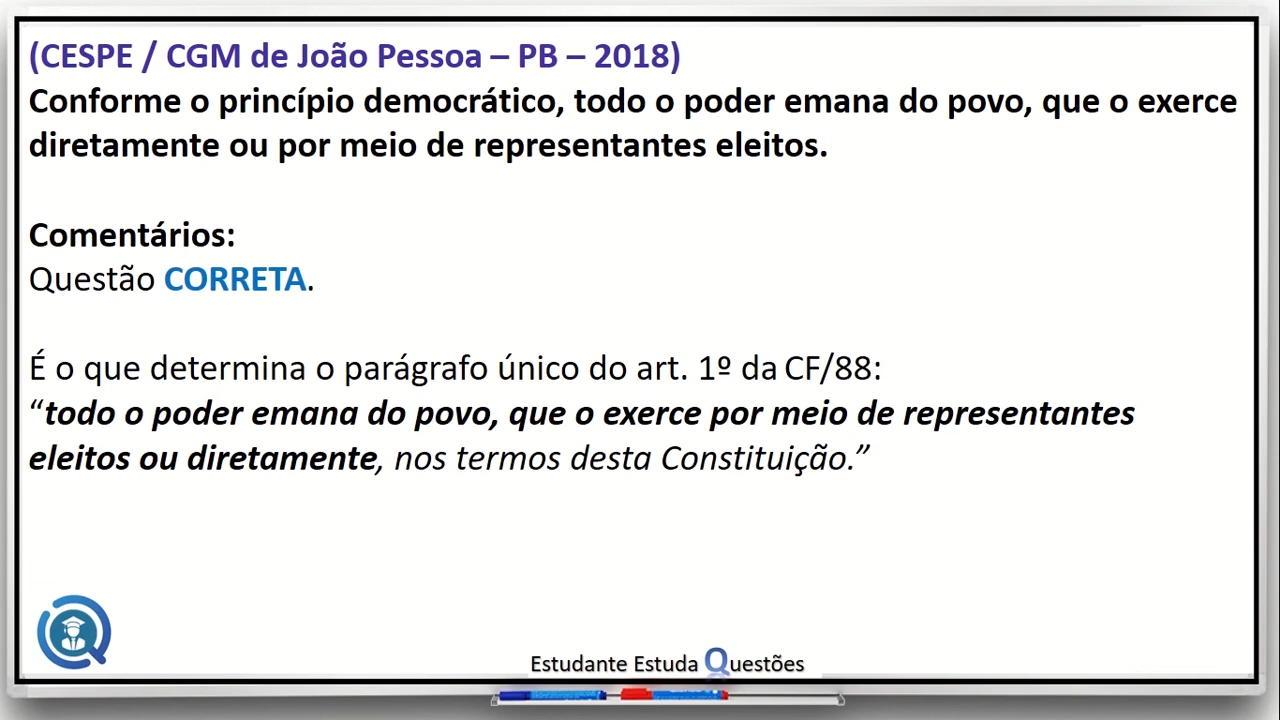 (CESPE / CGM de João Pessoa – PB – 2018)
Conforme o princípio democrático, todo o poder emana do povo, que o exerce
diretamente ou por meio de representantes eleitos.
Comentários:
Questão CORRETA.
É o que determina o parágrafo único do art. 1º da CF/88:
“todo o poder emana do povo, que o exerce por meio de representantes
eleitos ou diretamente, nos termos desta Constituição.”
Estudante Estuda Questões